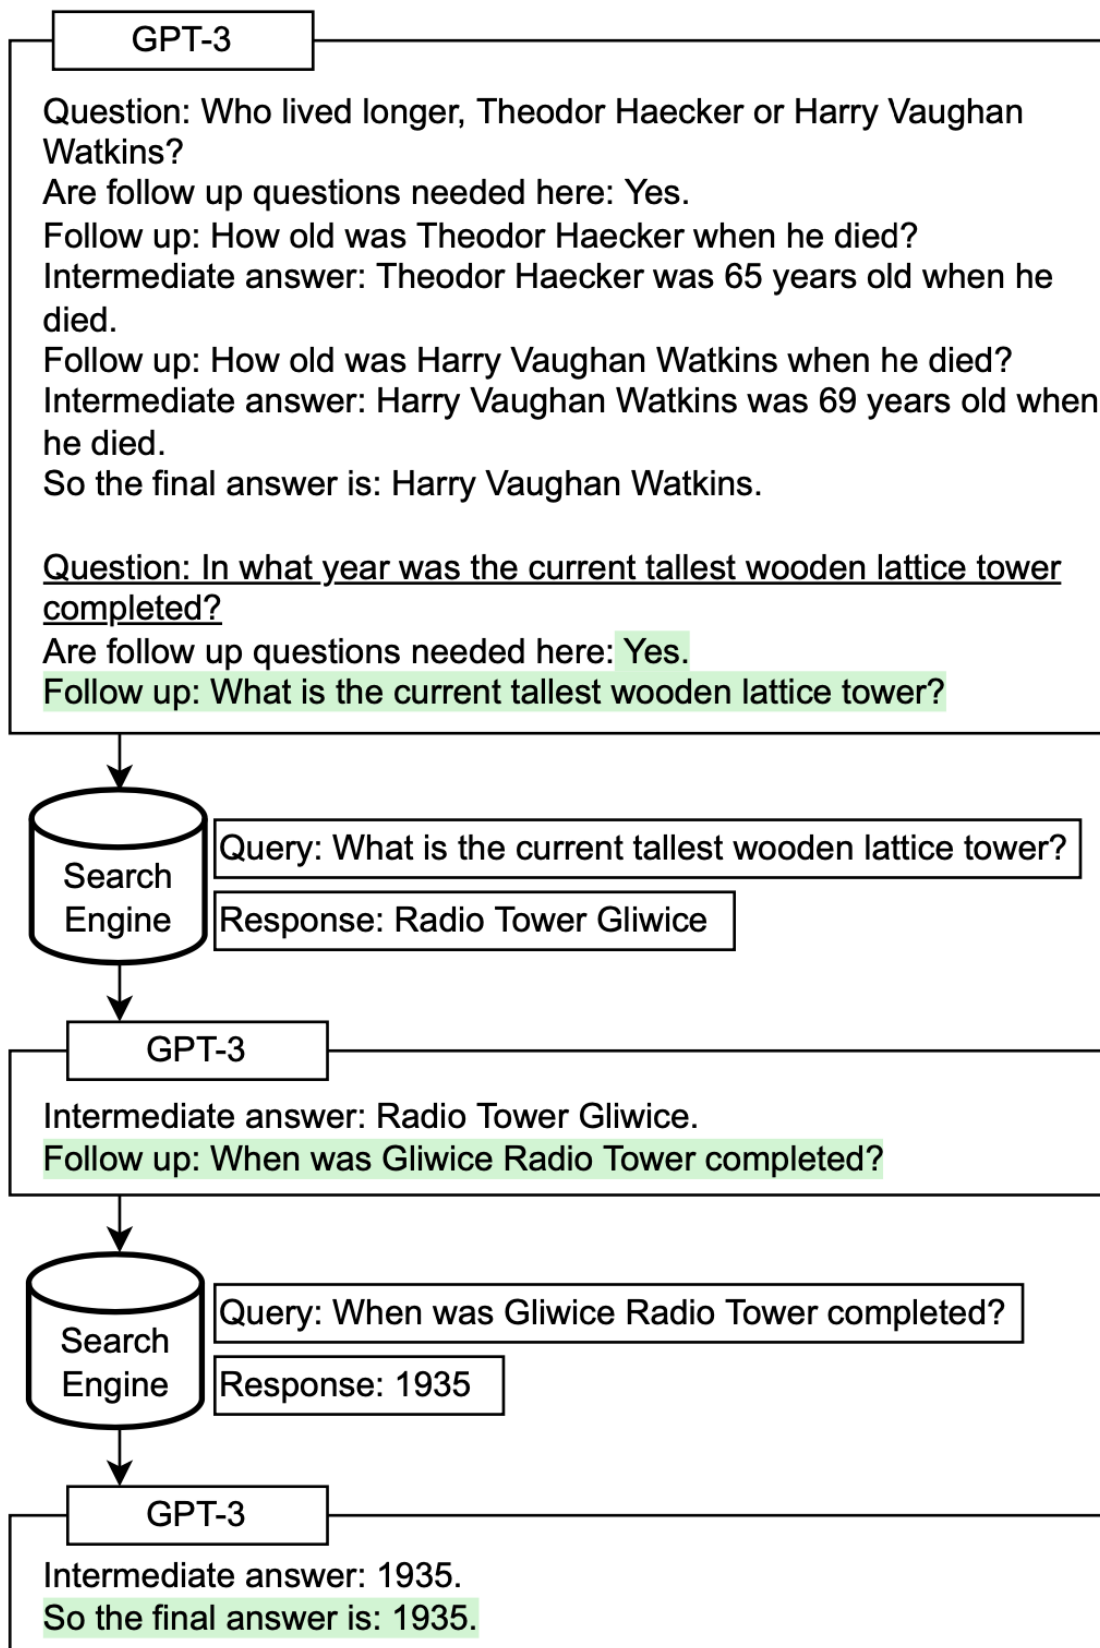 GPT-3
Question: Who lived longer, Theodor Haecker or Harry Vaughan
Watkins?
Are follow up questions needed here: Yes.
Follow up: How old was Theodor Haecker when he died?
Intermediate answer: Theodor Haecker was 65 years old when he
died.
Follow up: How old was Harry Vaughan Watkins when he died?
Intermediate answer: Harry Vaughan Watkins was 69 years old when
he died.
So the final answer is: Harry Vaughan Watkins.
Question: In what year was the current tallest wooden lattice tower
completed?
Are follow up questions needed here: Yes.
Follow up: What is the current tallest wooden lattice tower?
Search
Engine
Query: What is the current tallest wooden lattice tower?
Response: Radio Tower Gliwice
GPT-3
Intermediate answer: Radio Tower Gliwice.
Follow up: When was Gliwice Radio Tower completed?
Search
Engine
Query: When was Gliwice Radio Tower completed?
Response: 1935
GPT-3
Intermediate answer: 1935.
So the final answer is: 1935.